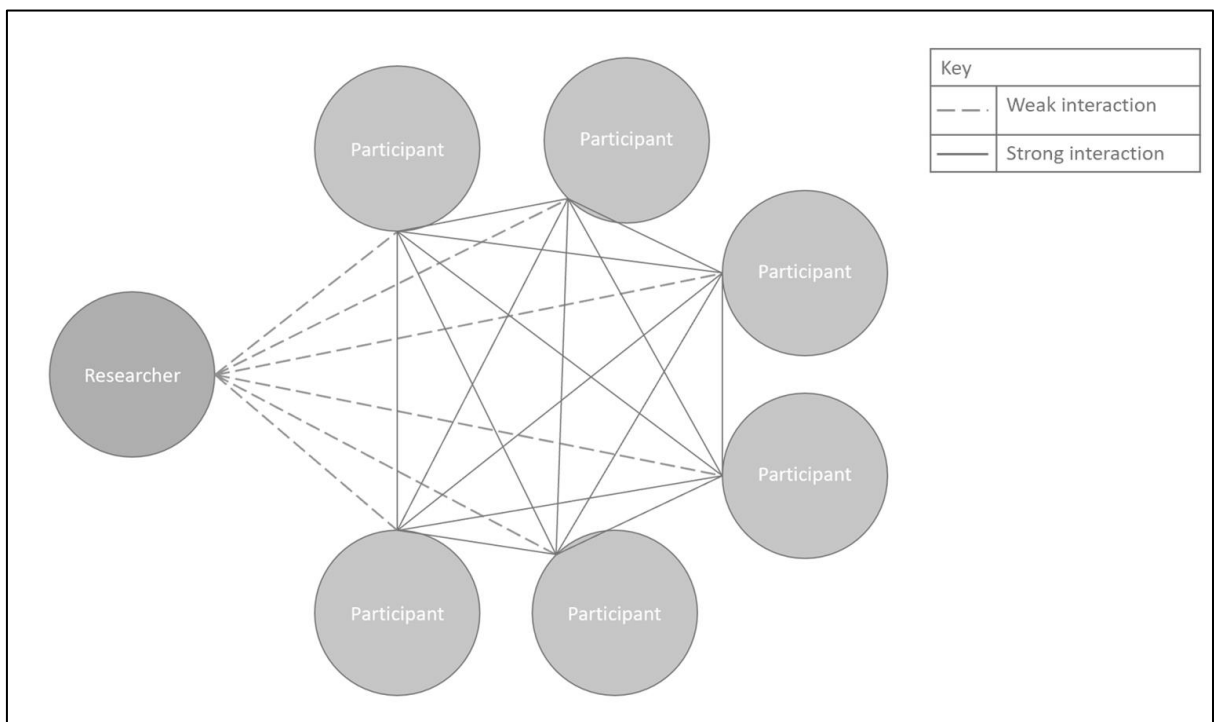 Key
Weak interaction
Strong interaction
Participant
Participant
Participant
Researcher
Participant
Participant
Participant